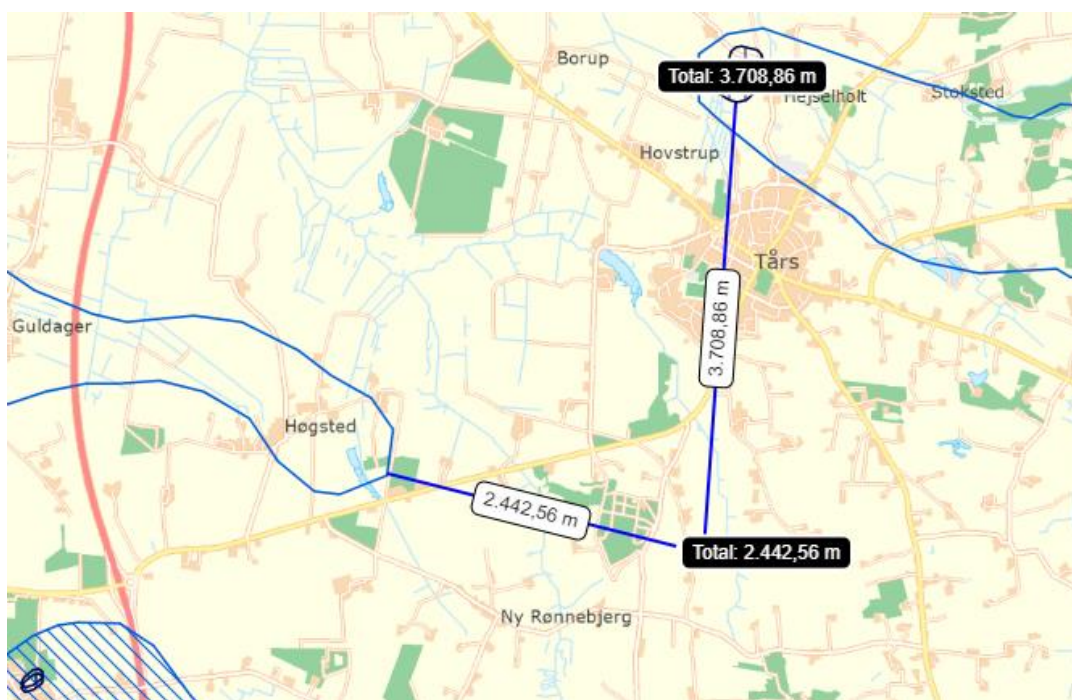 Borup
Total: 3.708,86 m
Hejselholt
Stoksted
Hovstrup
Tårs
3.708,86 m
Guldager
Høgsted
2.442,56 m
Total: 2.442,56 m
Ny Rønnebjerg